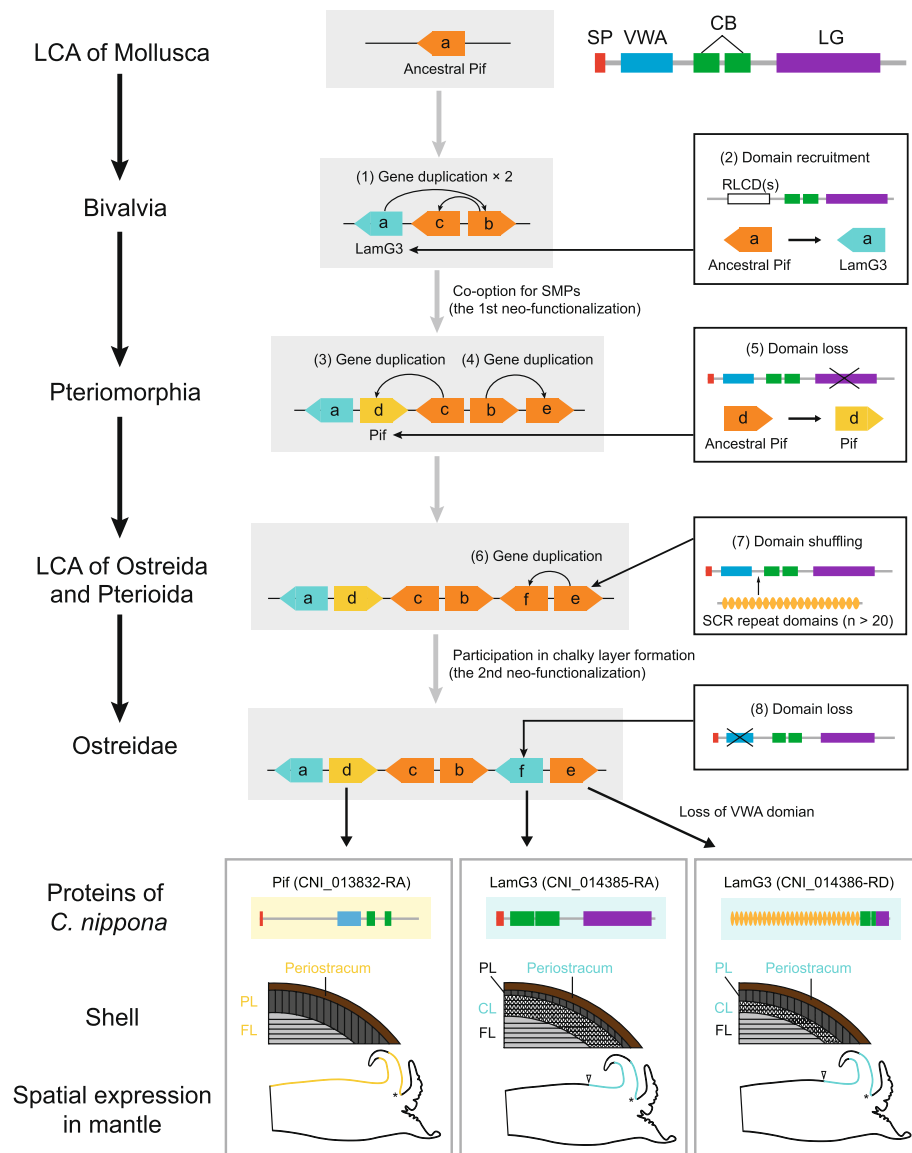 LCA of Mollusca
a
Ancestral Pif
SP
VWA
CB
LG
Bivalvia
(1) Gene duplication × 2
a
c
b
LamG3
(2) Domain recruitment
RLCD(s)
a
a
Ancestral Pif
LamG3
Co-option for SMPs
(the 1st neo-functionalization)
Pteriomorphia
(3) Gene duplication
(4) Gene duplication
a
d
c
b
e
Pif
(5) Domain loss
d
d
Ancestral Pif
Pif
LCA of Ostreida
and Pterioida
(6) Gene duplication
a
d
c
b
f
e
(7) Domain shuffling
SCR repeat domains (n > 20)
Participation in chalky layer formation
(the 2nd neo-functionalization)
Ostreidae
a
d
c
b
f
e
(8) Domain loss
Loss of VWA domian
Proteins of
C. nippona
Pif (CNI_013832-RA)
LamG3 (CNI_014385-RA)
LamG3 (CNI_014386-RD)
Shell
Periostracum
PL
FL
Periostracum
PL
CL
FL
Periostracum
PL
CL
FL
Spatial expression
in mantle
*
*
*